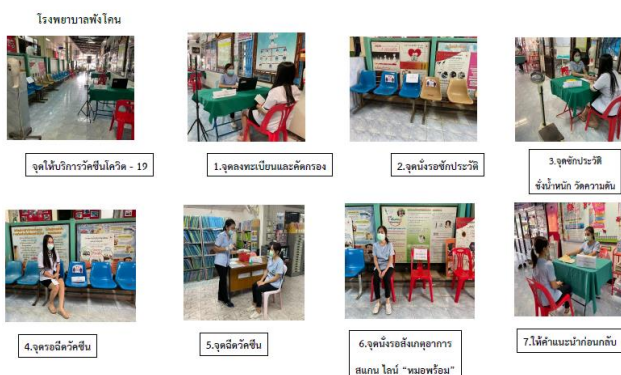 โรงพยาบาลพังโคน
จุดให้บริการวัคซีนโควิด - 19
1.จุดลงทะเบียนและคัดกรอง
2.จุดนั่งรอซักประวัติ
3.จุดซักประวัติ
ชั่งน้ำหนัก วัดความดัน
4.จุดรอฉีดวัคซีน
5.จุดฉีดวัคซีน
6.จุดนั่งรอสังเกตุอาการ
สแกน ไลน์ “หมอพร้อม”
7.ให้คำแนะนำก่อนกลับ